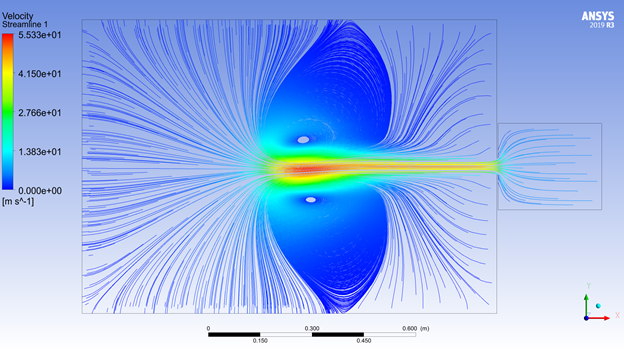 Velocity
Streamline 1
5.533e+01
4.150e+01
2.766e+01
1.383e+01
0.000e+00
[m s^-1]
ANSYS
2019 R3
Y
X
Z
0 0.300 0.600 (m)
0.150 0.450